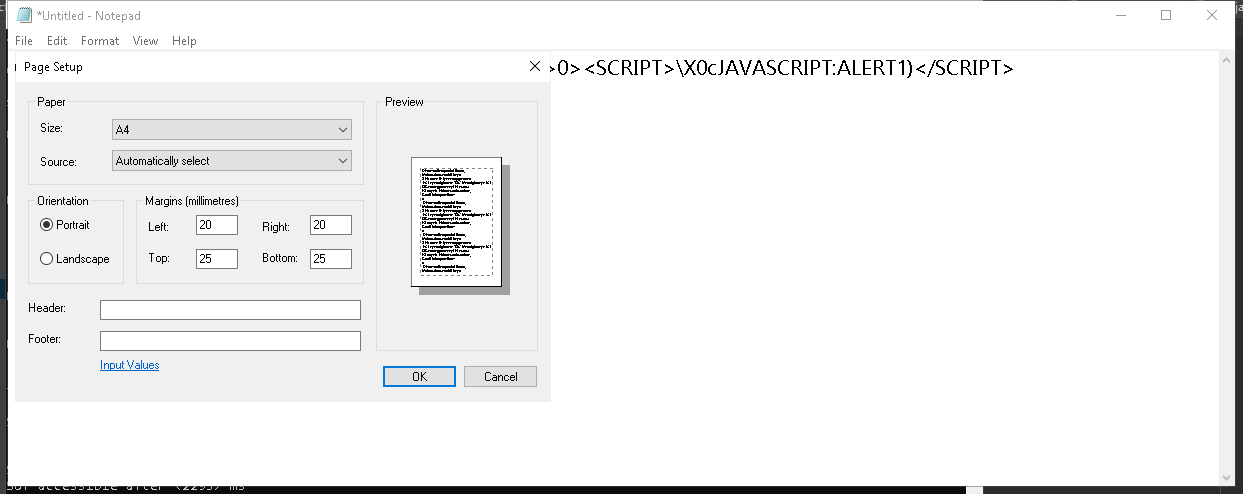 *Untitled - Notepad
File Edit Format View Help
Page Setup
>0><SCRIPT>\X0cJAVASCRIPT:ALERT1)</SCRIPT>
Paper
Size: A4
Source: Automatically select
Orientation
Portrait
Landscape
Margins (millimetres)
Left: 20 Right: 20
Top: 25 Bottom: 25
Preview
Header:
Footer:
Input Values
OK Cancel
accessible after <22937 ms